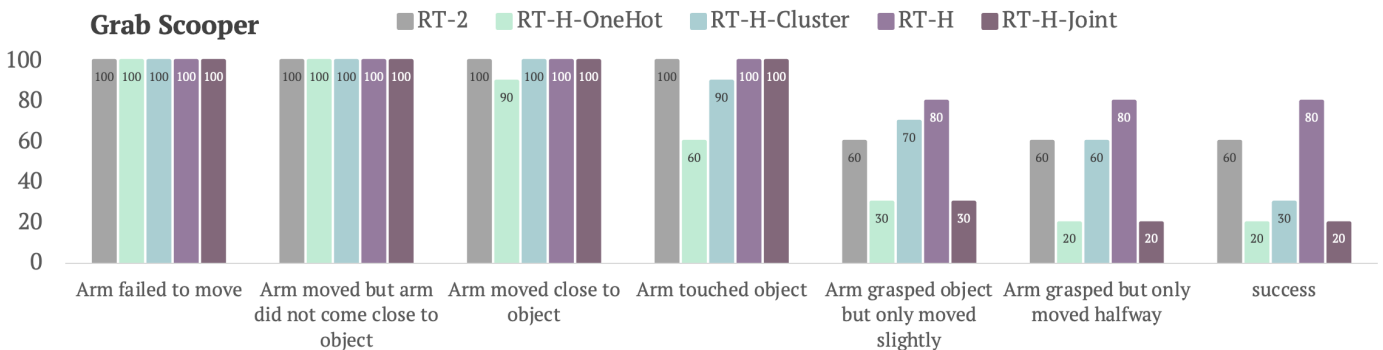 Grab Scooper
RT-2 RT-H-OneHot RT-H-Cluster RT-H RT-H-Joint
100
80
60
40
20
0
100 100 100 100 100
100 100 100 100 100
100 90 100 100 100
100 60 90 100 100
60 30 70 80 30
60 20 60 80 20
60 20 30 80 20
Arm failed to move
Arm moved but arm
did not come close to
object
Arm moved close to
object
Arm touched object
Arm grasped object
but only moved
slightly
Arm grasped but only
moved halfway
success